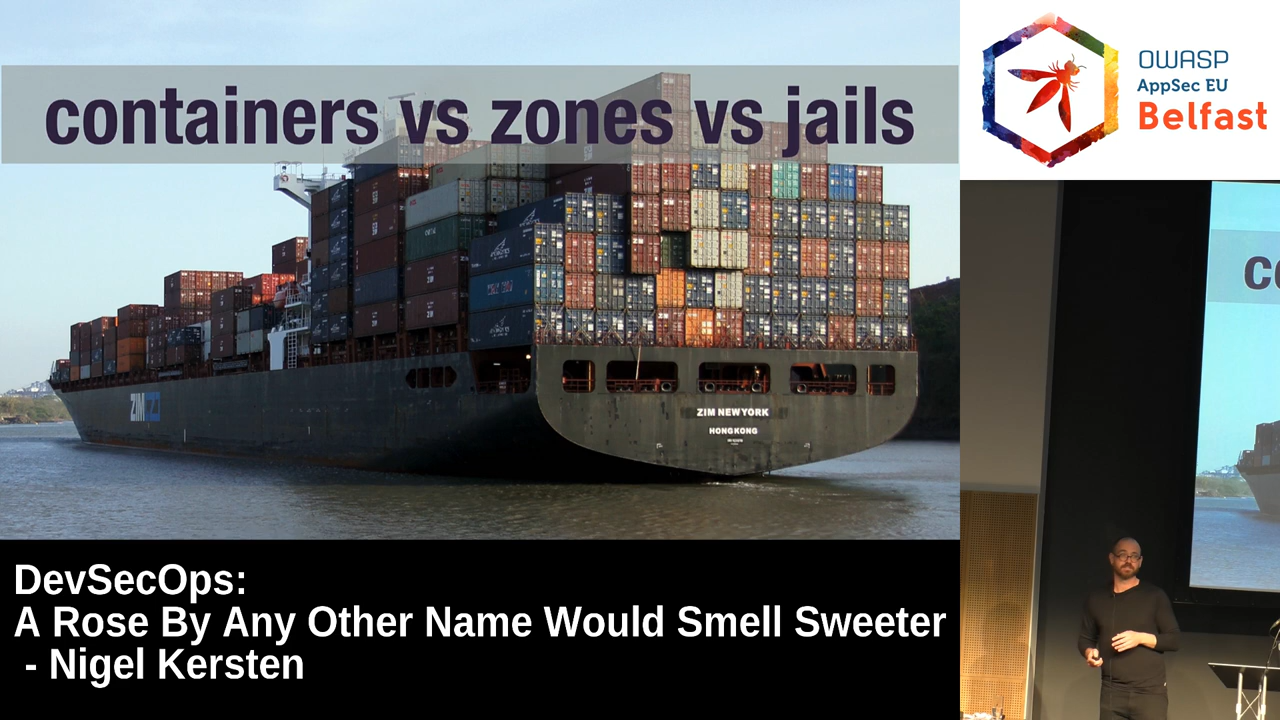 containers vs zones vs jails
ZIM
ZIM NEW YORK
HONG KONG
OWASP
AppSec EU
Belfast
DevSecOps:
A Rose By Any Other Name Would Smell Sweeter
- Nigel Kersten